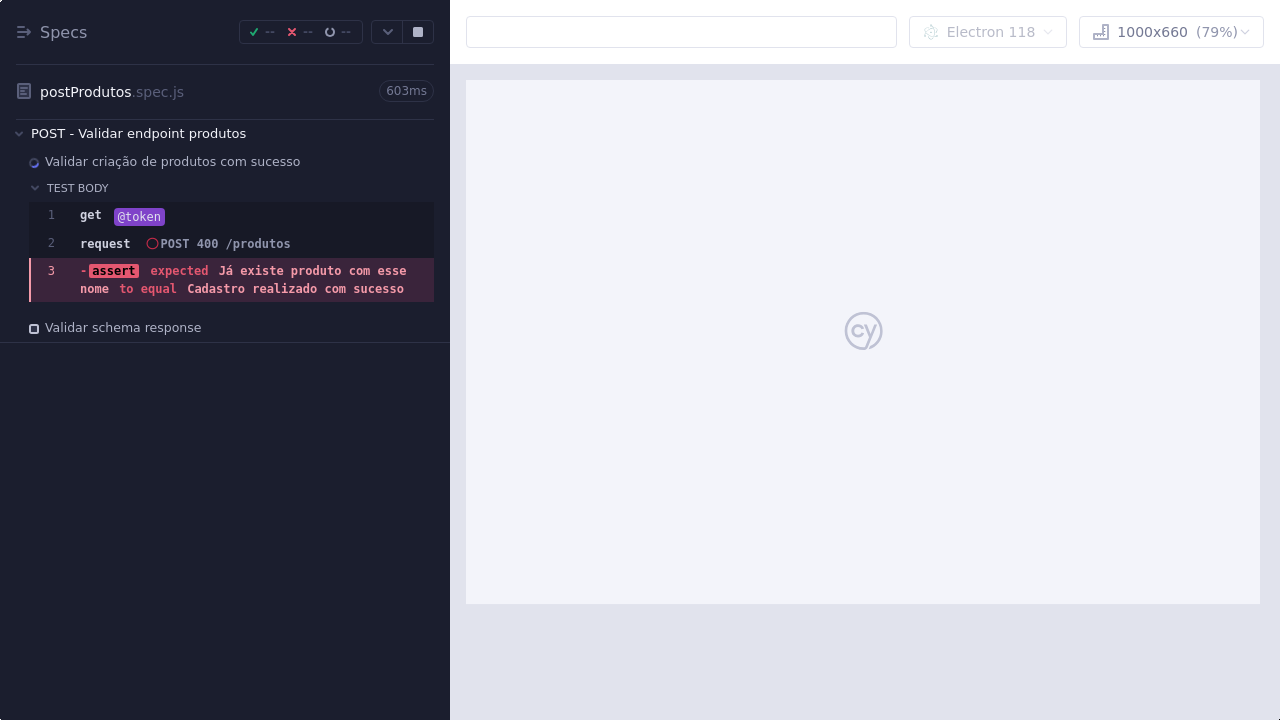 Specs -- -- --
postProdutos.spec.js 603ms
POST - Validar endpoint produtos
Validar criação de produtos com sucesso
TEST BODY
1 get @token
2 request POST 400 /produtos
3 -assert expected Já existe produto com esse
nome to equal Cadastro realizado com sucesso
Validar schema response
Electron 118 1000x660 (79%)
cy